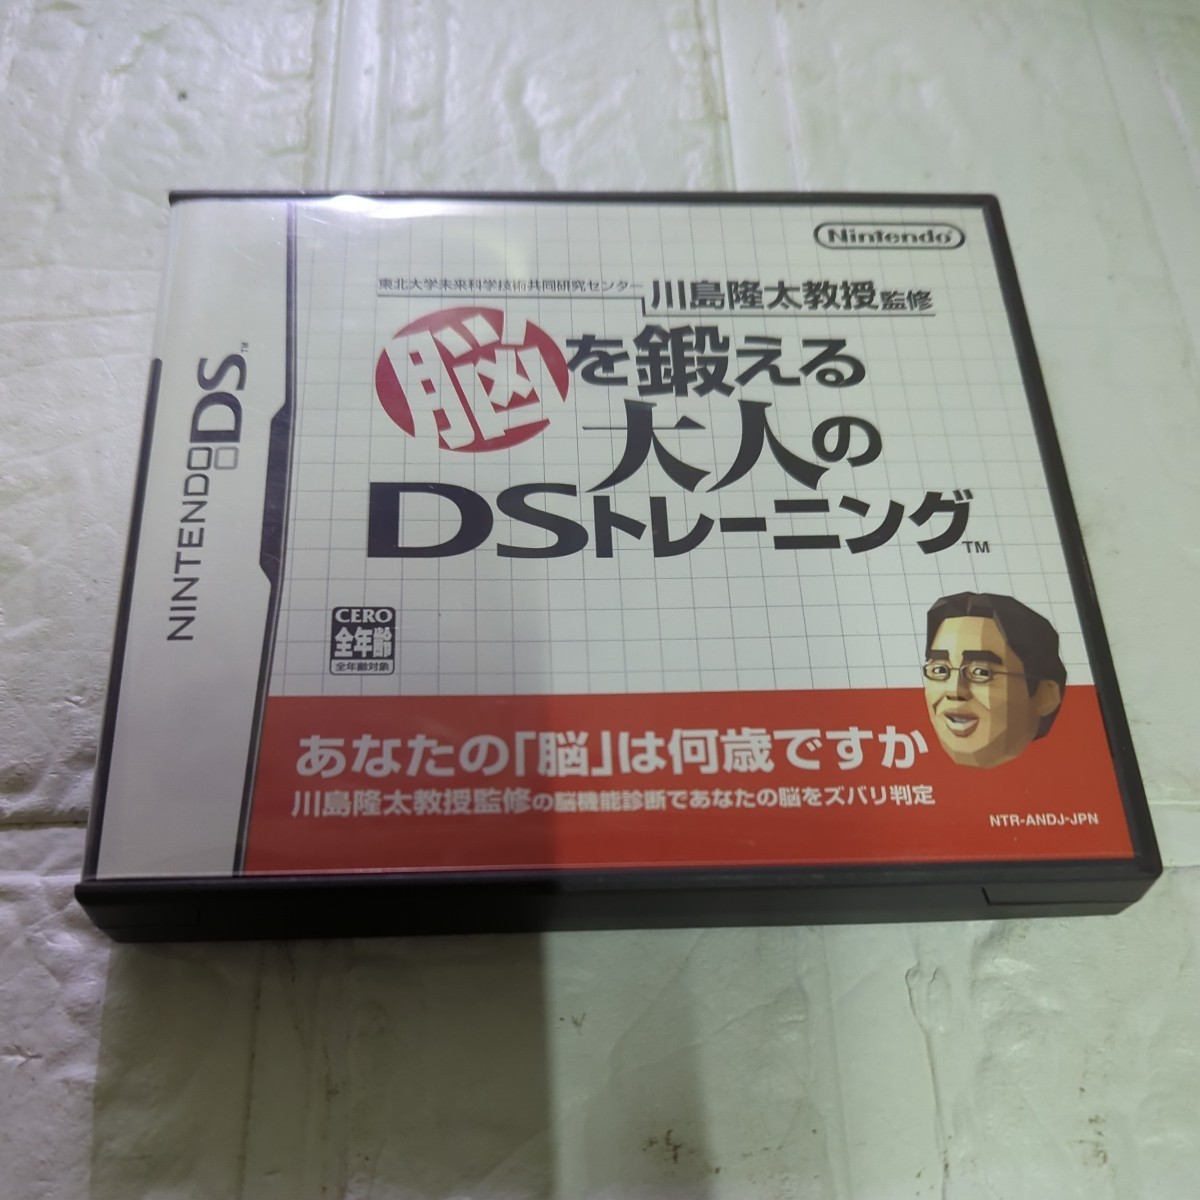 Nintendo
東北大学未来科学技術共同研究センター
川島隆太教授監修
脳を鍛える
大人の
DSトレーニング™
NINTENDO DS™
CERO
全年齢
全年齢対象
あなたの「脳」は何歳ですか
川島隆太教授監修の脳機能診断であなたの脳をズバリ判定
NTR-ANDJ-JPN